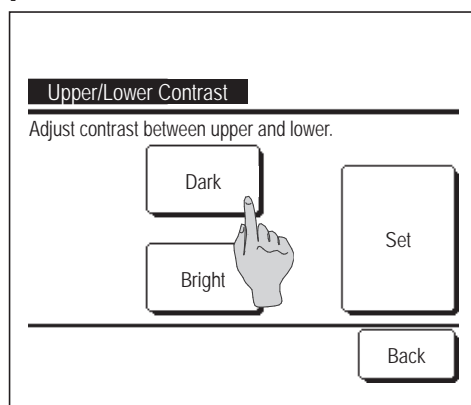 Upper/Lower Contrast
Adjust contrast between upper and lower.
Dark
Set
Bright
Back